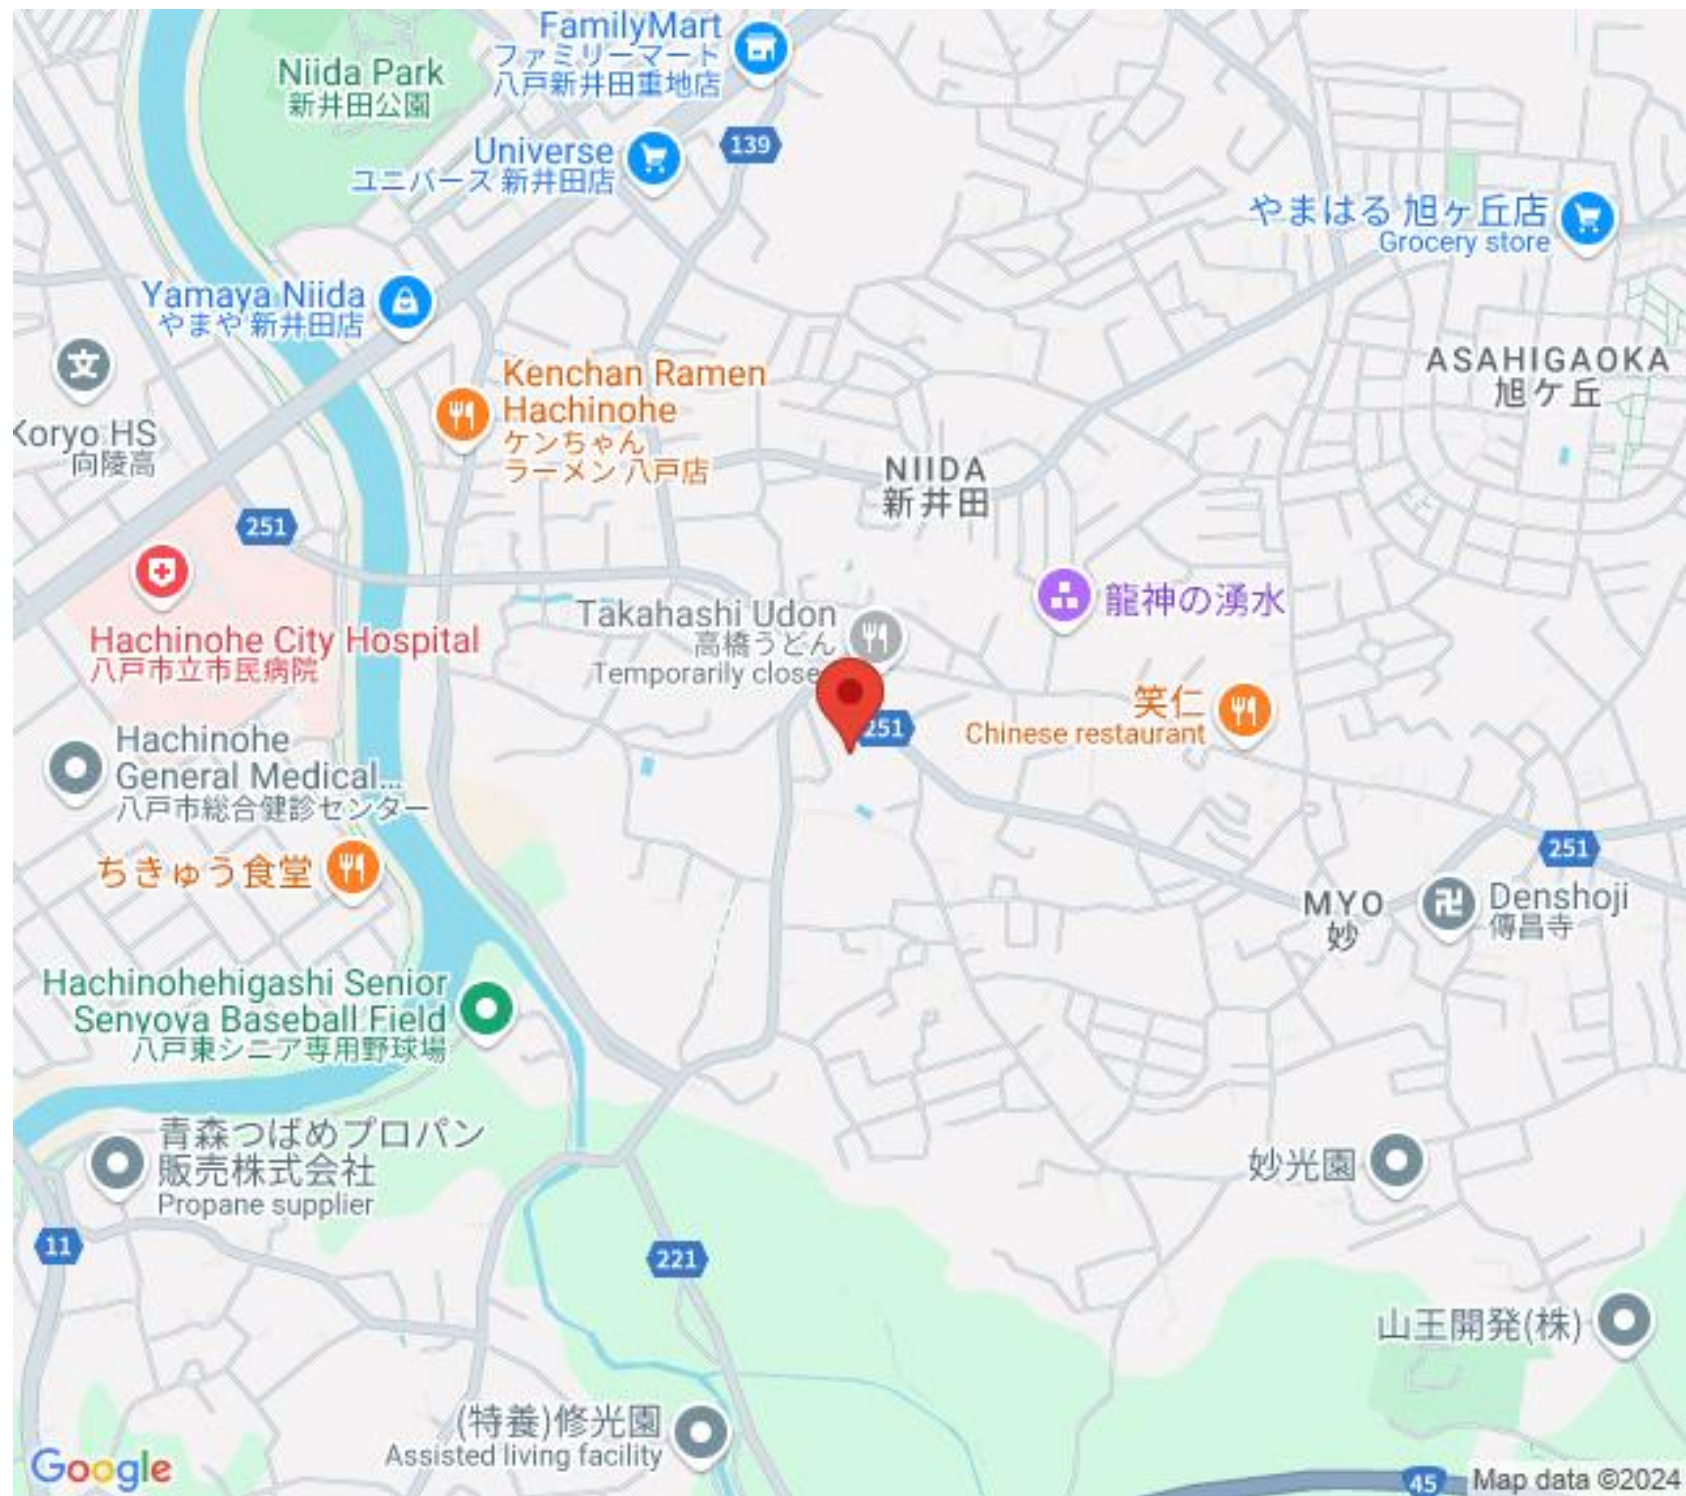 FamilyMart
ファミリーマート
八戸新井田重地店
Niida Park
新井田公園
139
Universe
ユニバース 新井田店
やまはる 旭ヶ丘店
Grocery store
Yamaya Niida
やまや 新井田店
ASAHIGAOKA
旭ケ丘
Kenchan Ramen
Hachinohe
ケンちゃん
ラーメン 八戸店
Koryo HS
向陵高
NIIDA
新井田
251
龍神の湧水
Takahashi Udon
高橋うどん
Temporarily close
Hachinohe City Hospital
八戸市立市民病院
笑仁
Chinese restaurant
251
Hachinohe
General Medical...
八戸市総合健診センター
251
ちきゅう食堂
MYO
妙
Denshoji
傳昌寺
Hachinohehigashi Senior
Senyova Baseball Field
八戸東シニア専用野球場
青森つばめプロパン
販売株式会社
Propane supplier
妙光園
11
221
山王開発(株)
(特養)修光園
Assisted living facility
Google
45
Map data ©2024